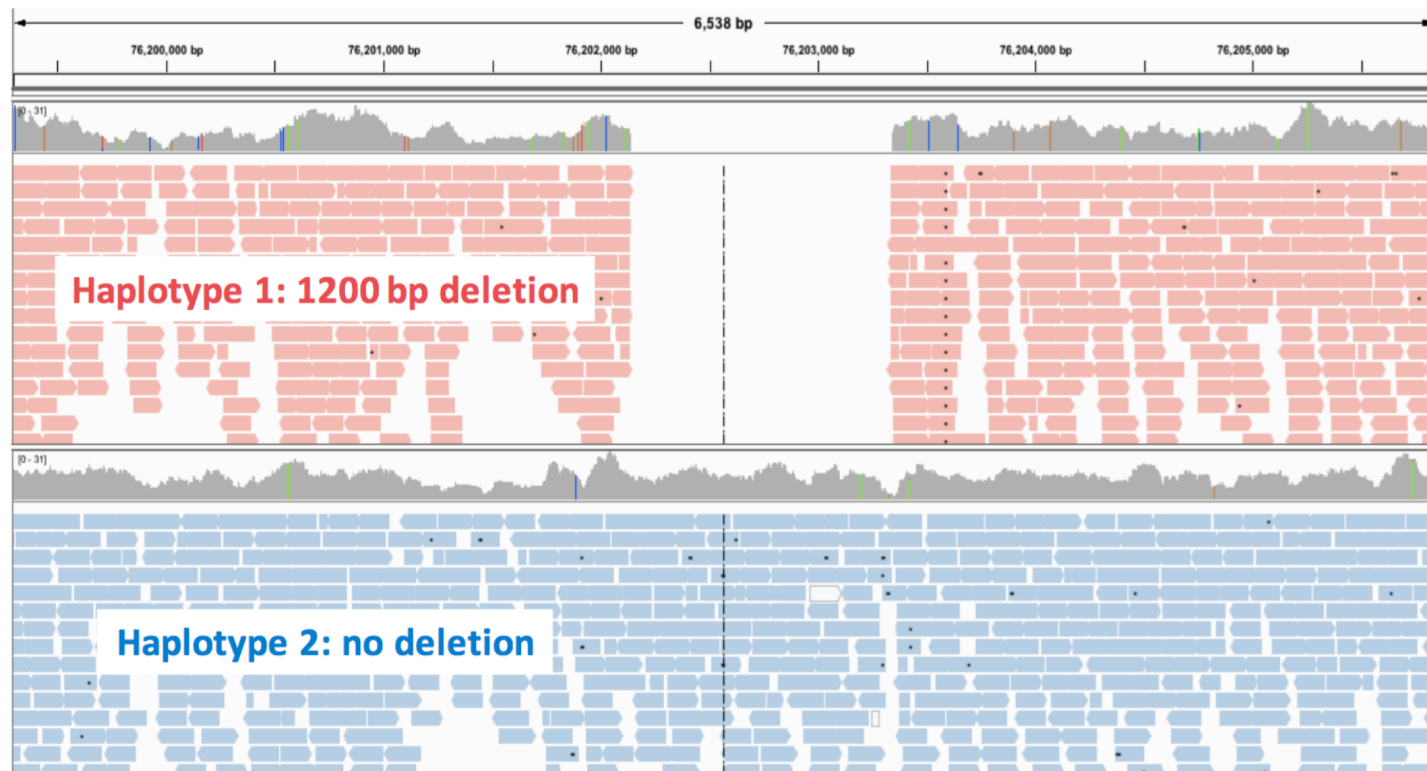 6,538 bp
76,200,000 bp 76,201,000 bp 76,202,000 bp 76,203,000 bp 76,204,000 bp 76,205,000 bp
[0 - 31]
Haplotype 1: 1200 bp deletion
[0 - 31]
Haplotype 2: no deletion